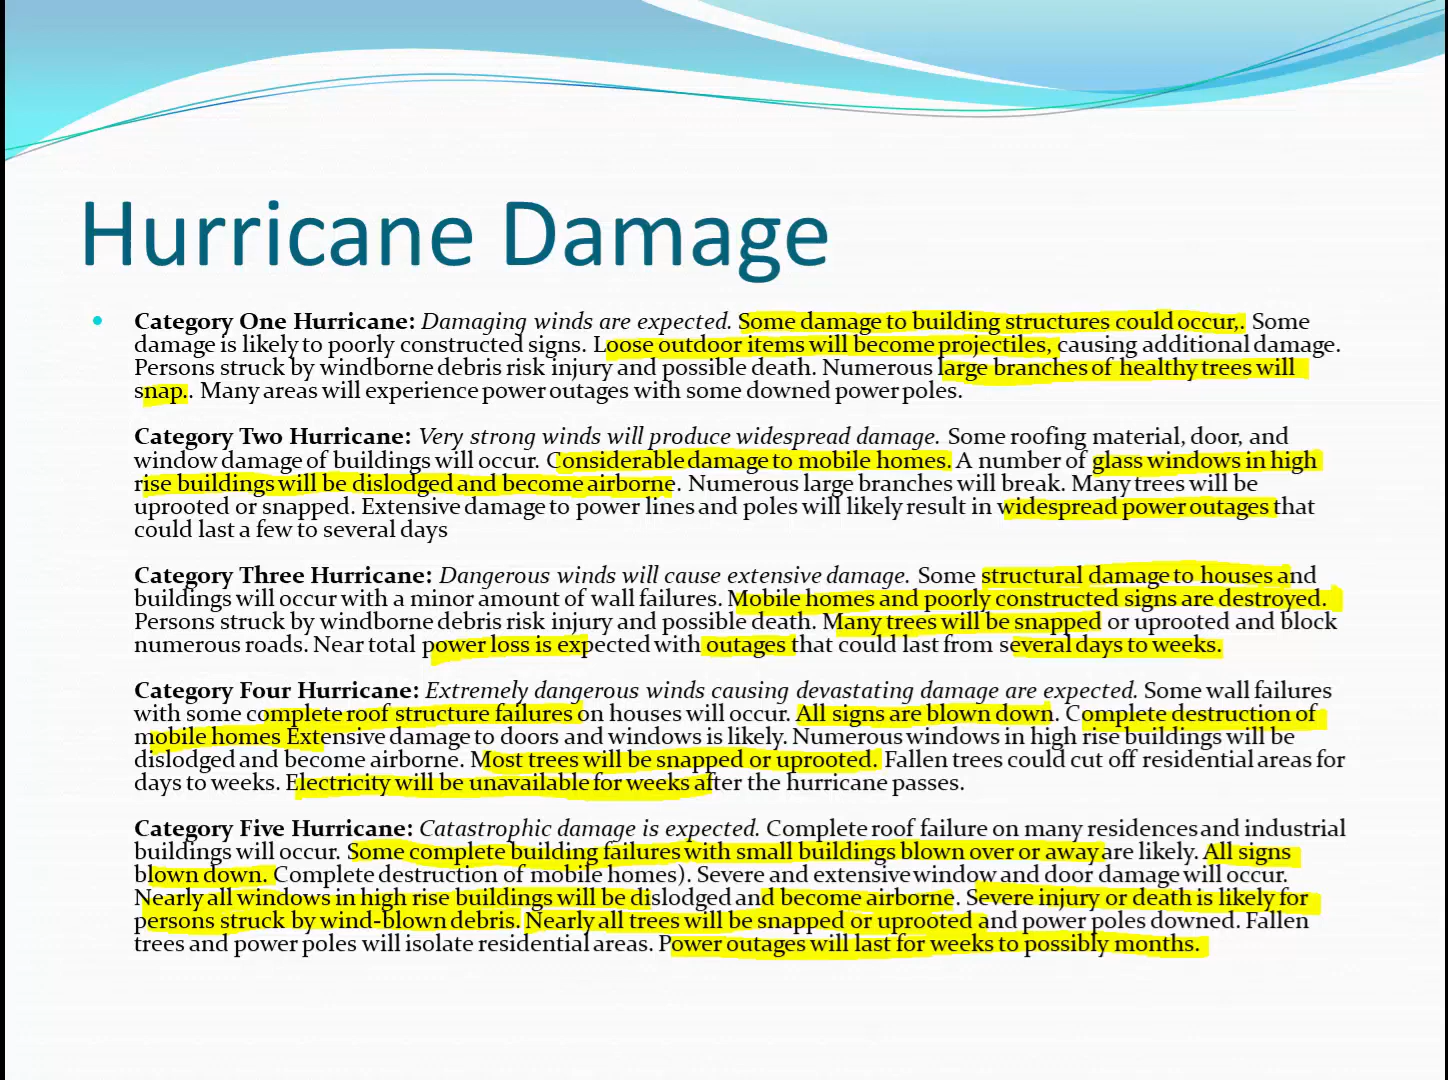 Hurricane Damage
• Category One Hurricane: Damaging winds are expected. Some damage to building structures could occur,. Some
damage is likely to poorly constructed signs. Loose outdoor items will become projectiles, causing additional damage.
Persons struck by windborne debris risk injury and possible death. Numerous large branches of healthy trees will
snap.. Many areas will experience power outages with some downed power poles.
Category Two Hurricane: Very strong winds will produce widespread damage. Some roofing material, door, and
window damage of buildings will occur. Considerable damage to mobile homes. A number of glass windows in high
rise buildings will be dislodged and become airborne. Numerous large branches will break. Many trees will be
uprooted or snapped. Extensive damage to power lines and poles will likely result in widespread power outages that
could last a few to several days
Category Three Hurricane: Dangerous winds will cause extensive damage. Some structural damage to houses and
buildings will occur with a minor amount of wall failures. Mobile homes and poorly constructed signs are destroyed.
Persons struck by windborne debris risk injury and possible death. Many trees will be snapped or uprooted and block
numerous roads. Near total power loss is expected with outages that could last from several days to weeks.
Category Four Hurricane: Extremely dangerous winds causing devastating damage are expected. Some wall failures
with some complete roof structure failures on houses will occur. All signs are blown down. Complete destruction of
mobile homes Extensive damage to doors and windows is likely. Numerous windows in high rise buildings will be
dislodged and become airborne. Most trees will be snapped or uprooted. Fallen trees could cut off residential areas for
days to weeks. Electricity will be unavailable for weeks after the hurricane passes.
Category Five Hurricane: Catastrophic damage is expected. Complete roof failure on many residences and industrial
buildings will occur. Some complete building failures with small buildings blown over or away are likely. All signs
blown down. Complete destruction of mobile homes). Severe and extensive window and door damage will occur.
Nearly all windows in high rise buildings will be dislodged and become airborne. Severe injury or death is likely for
persons struck by wind-blown debris. Nearly all trees will be snapped or uprooted and power poles downed. Fallen
trees and power poles will isolate residential areas. Power outages will last for weeks to possibly months.